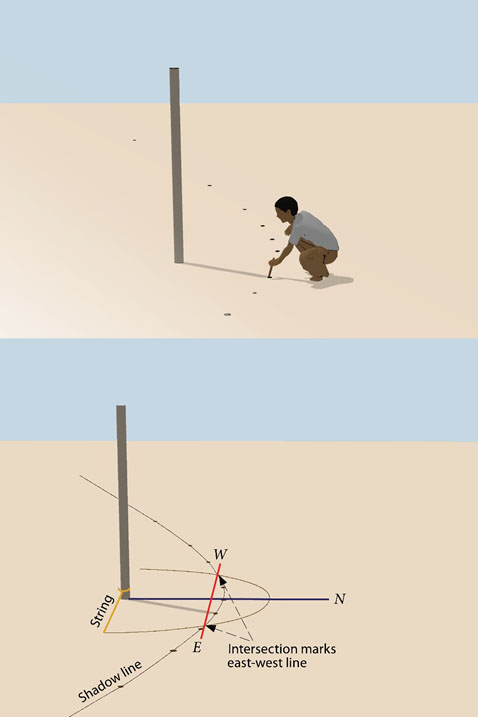 W
N
String
E
Intersection marks
east-west line
Shadow line